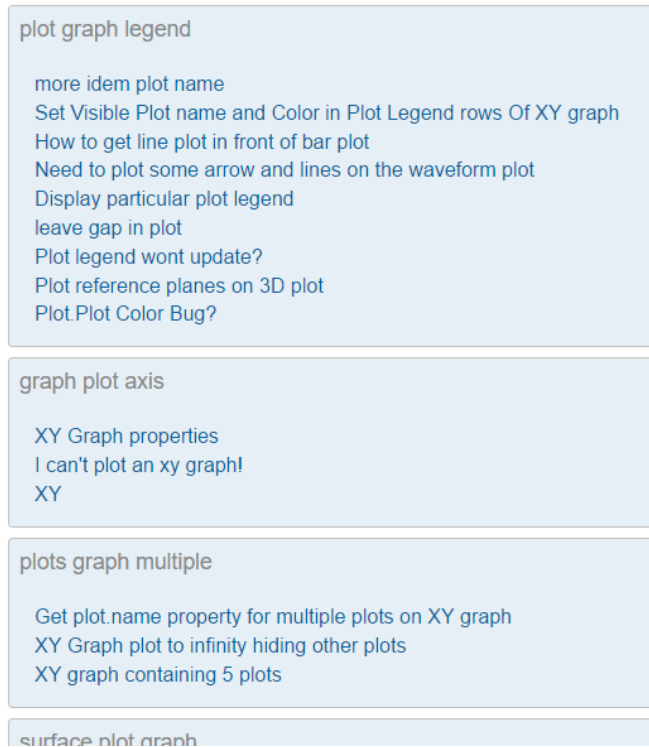 plot graph legend
more idem plot name
Set Visible Plot name and Color in Plot Legend rows Of XY graph
How to get line plot in front of bar plot
Need to plot some arrow and lines on the waveform plot
Display particular plot legend
leave gap in plot
Plot legend wont update?
Plot reference planes on 3D plot
Plot.Plot Color Bug?
graph plot axis
XY Graph properties
I can't plot an xy graph!
XY
plots graph multiple
Get plot.name property for multiple plots on XY graph
XY Graph plot to infinity hiding other plots
XY graph containing 5 plots
surface plot graph